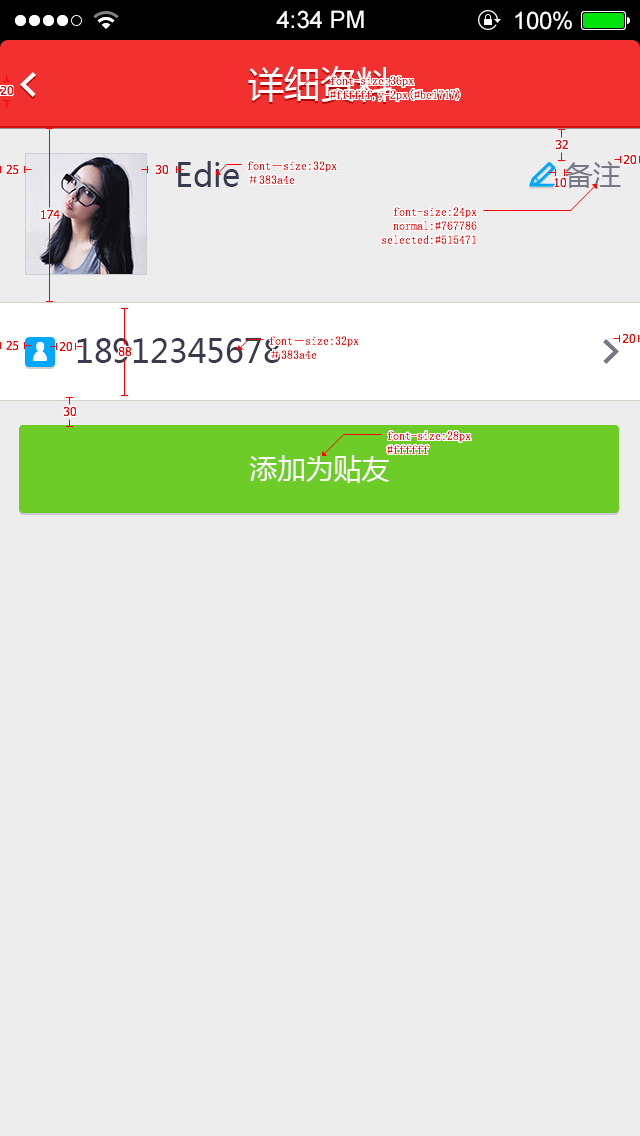 4:34 PM 100%
20 详细资料 font-size:36px
#ffffff,y-2px(#be1717)
32
25 30 Edie font-size:32px
#383a4e
10 备注 20
174
font-size:24px
normal:#767786
selected:#515471
25 20 18912345678 font-size:32px
#383a4e
88
20
30
添加为贴友 font-size:28px
#ffffff